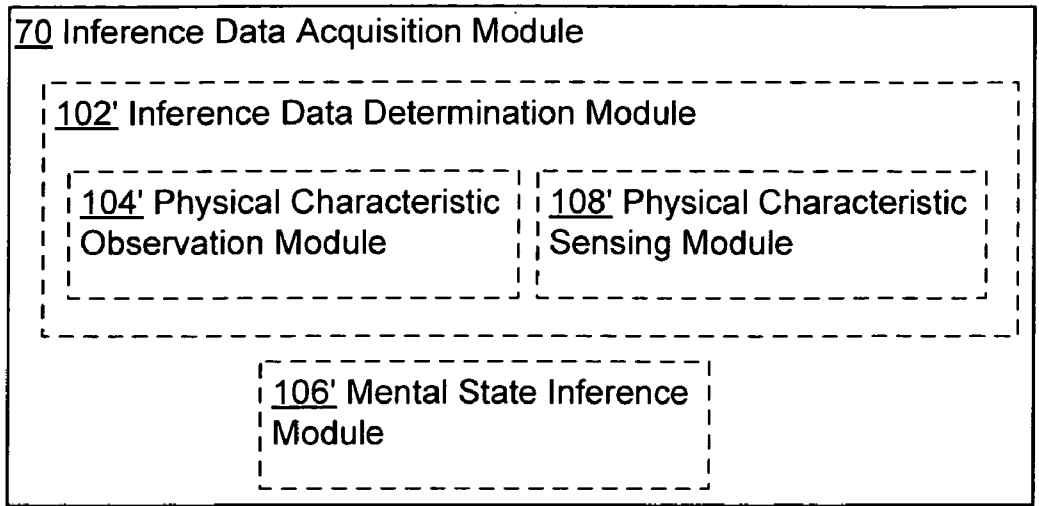 70 Inference Data Acquisition Module
102' Inference Data Determination Module
104' Physical Characteristic
Observation Module
108' Physical Characteristic
Sensing Module
106' Mental State Inference
Module